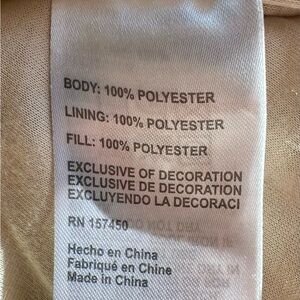 BODY: 100% POLYESTER
LINING: 100% POLYESTER
FILL: 100% POLYESTER
EXCLUSIVE OF DECORATION
EXCLUSIVE DE DECORATION
EXCLUYENDO LA DECORACI
RN 157450
Hecho en China
Fabriqué en Chine
Made in China